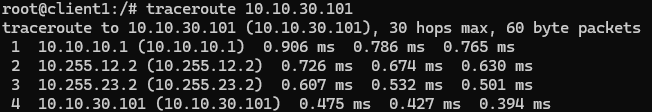 root@client1:/# traceroute 10.10.30.101
traceroute to 10.10.30.101 (10.10.30.101), 30 hops max, 60 byte packets
 1  10.10.10.1 (10.10.10.1)  0.906 ms  0.786 ms  0.765 ms
 2  10.255.12.2 (10.255.12.2)  0.726 ms  0.674 ms  0.630 ms
 3  10.255.23.2 (10.255.23.2)  0.607 ms  0.532 ms  0.501 ms
 4  10.10.30.101 (10.10.30.101)  0.475 ms  0.427 ms  0.394 ms